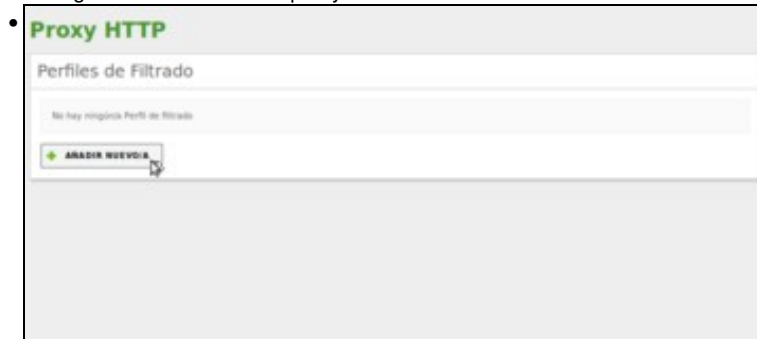 Proxy HTTP
Perfiles de Filtrado
No hay ningún/a Perfil de filtrado
AÑADIR NUEVO/A